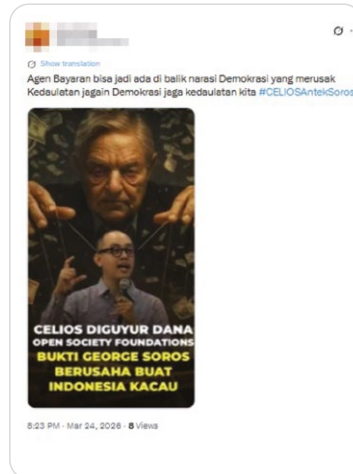 Show translation
Agen Bayaran bisa jadi ada di balik narasi Demokrasi yang merusak
Kedaulatan jagain Demokrasi jaga kedaulatan kita #CELIOSAntekSoros
CELIOS DIGUYUR DANA
OPEN SOCIETY FOUNDATIONS
BUKTI GEORGE SOROS
BERUSAHA BUAT
INDONESIA KACAU
8:23 PM · Mar 24, 2026 · 8 Views